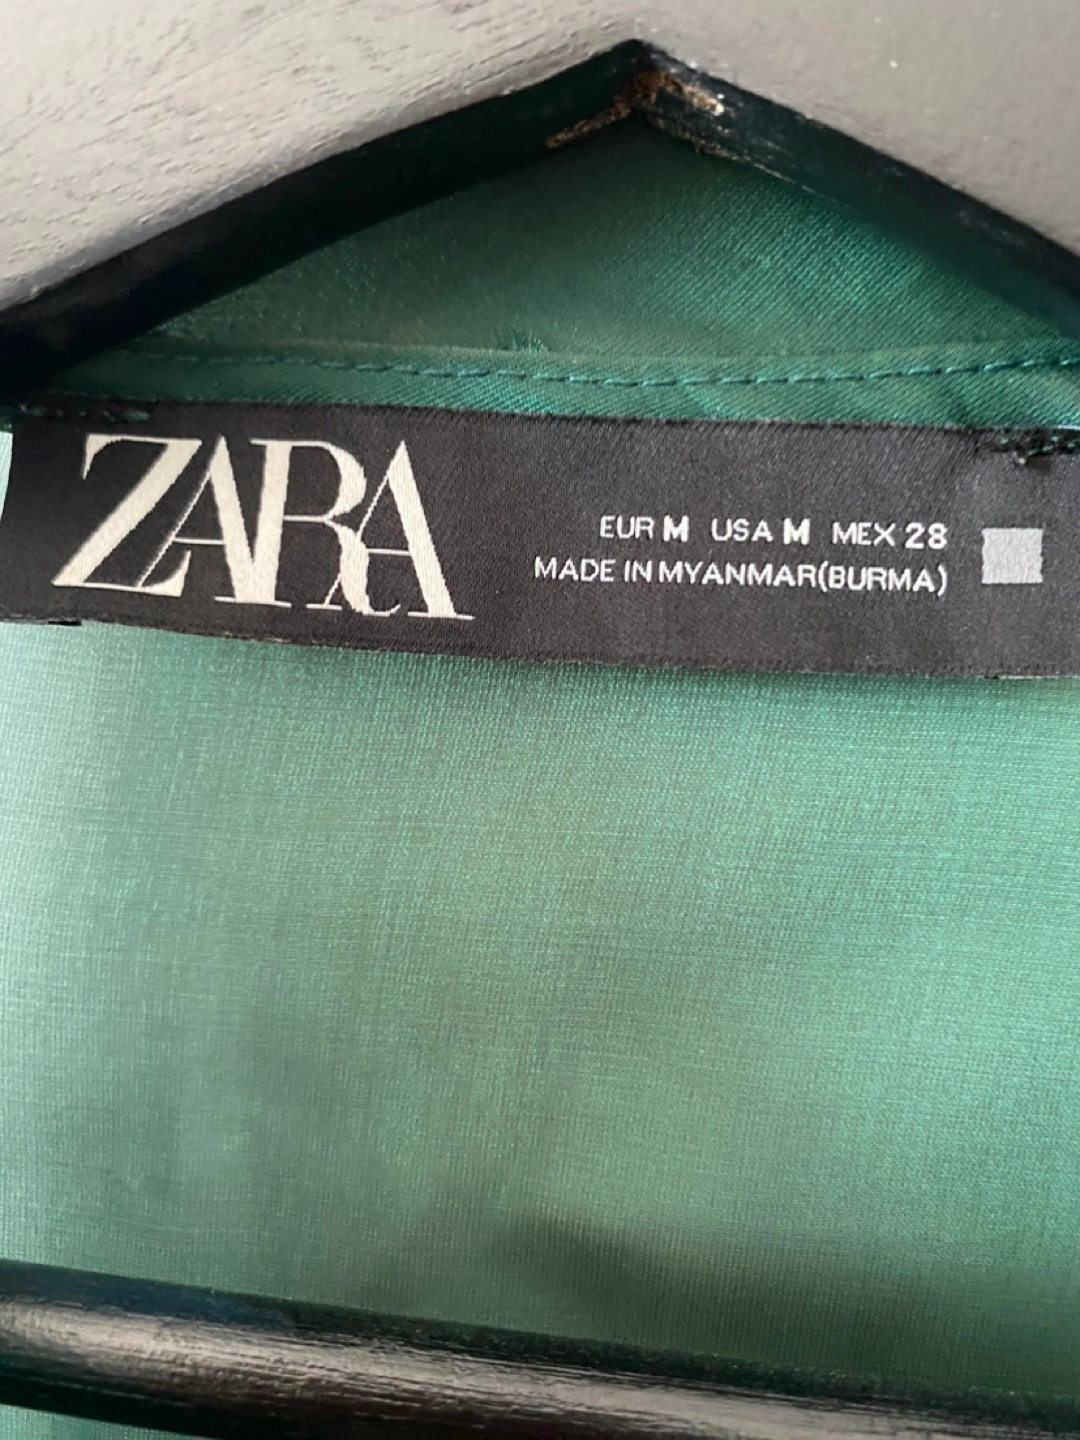 ZARA
EUR M USA M MEX 28
MADE IN MYANMAR(BURMA)